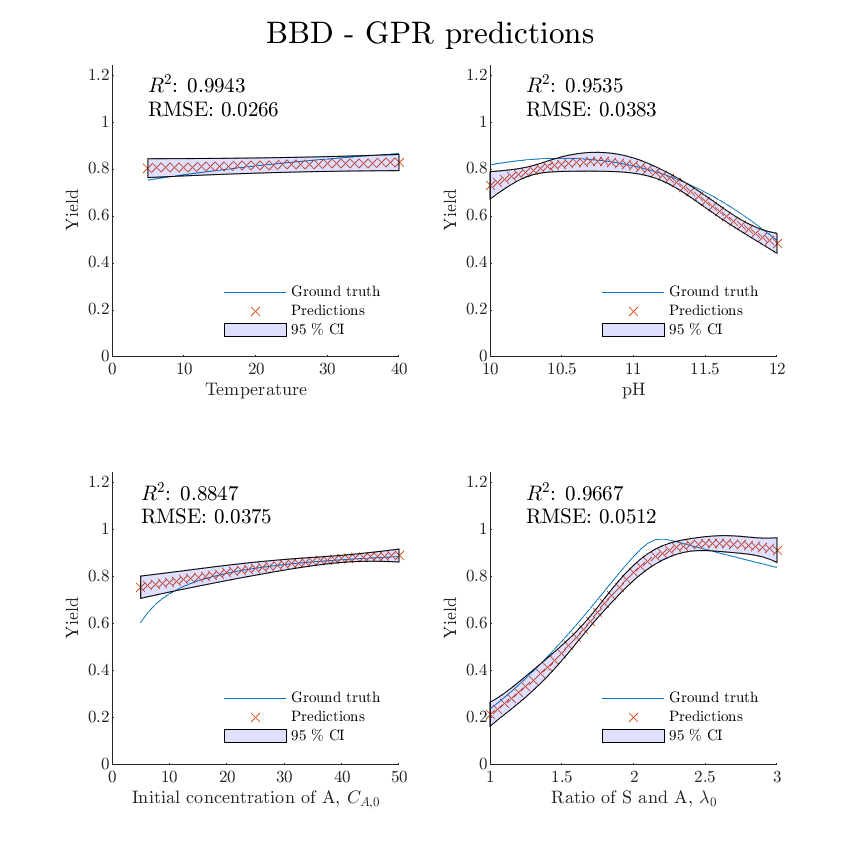 BBD - GPR predictions
R²: 0.9943
RMSE: 0.0266
1.2
1
0.8
0.6
0.4
0.2
0
Yield
Ground truth
Predictions
95 % CI
0 10 20 30 40
Temperature
R²: 0.9535
RMSE: 0.0383
1.2
1
0.8
0.6
0.4
0.2
0
Yield
Ground truth
Predictions
95 % CI
10 10.5 11 11.5 12
pH
R²: 0.8847
RMSE: 0.0375
1.2
1
0.8
0.6
0.4
0.2
0
Yield
Ground truth
Predictions
95 % CI
0 10 20 30 40 50
Initial concentration of A, C_{A,0}
R²: 0.9667
RMSE: 0.0512
1.2
1
0.8
0.6
0.4
0.2
0
Yield
Ground truth
Predictions
95 % CI
1 1.5 2 2.5 3
Ratio of S and A, λ₀